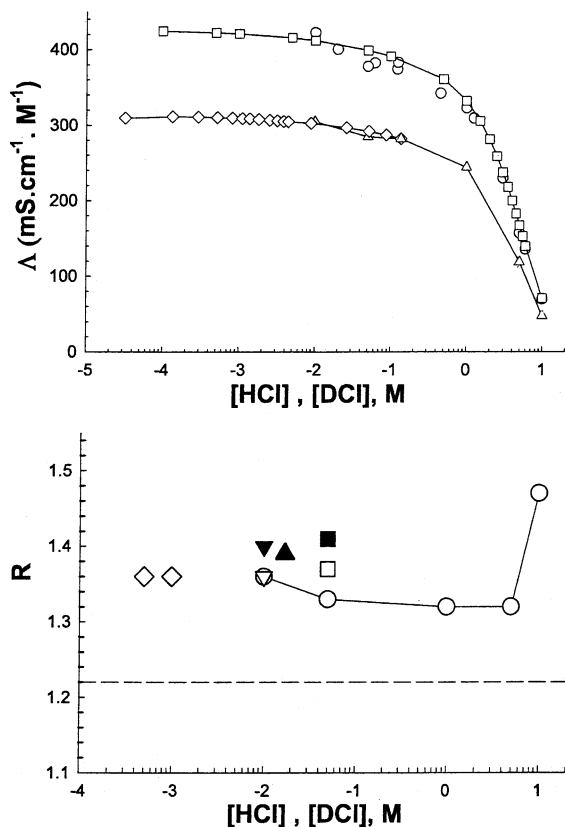 400
300
200
100
0
Λ (mS.cm⁻¹. M⁻¹)
-5 -4 -3 -2 -1 0 1
[HCl] , [DCl], M
1.5
1.4
1.3
1.2
1.1
R
-4 -3 -2 -1 0 1
[HCl] , [DCl], M